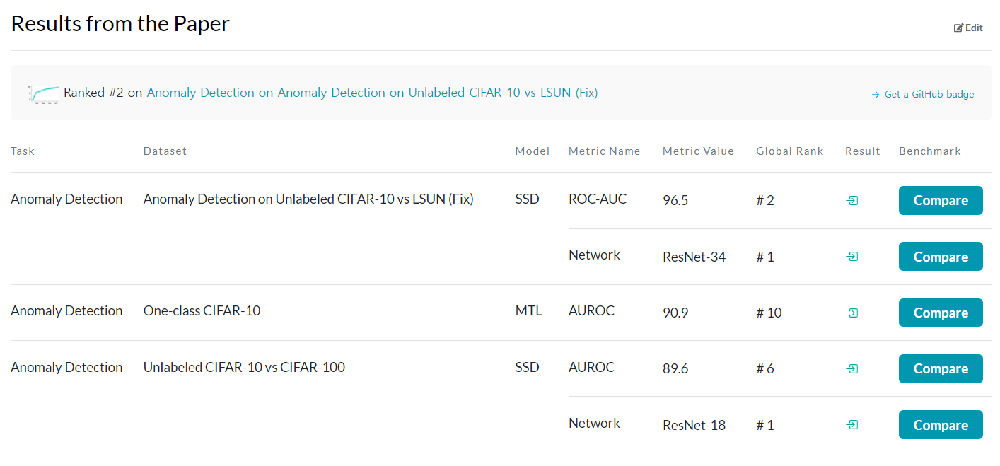 Results from the Paper
Edit
Ranked #2 on Anomaly Detection on Anomaly Detection on Unlabeled CIFAR-10 vs LSUN (Fix)
Get a GitHub badge
Task Dataset Model Metric Name Metric Value Global Rank Result Benchmark
Anomaly Detection Anomaly Detection on Unlabeled CIFAR-10 vs LSUN (Fix) SSD ROC-AUC 96.5 # 2 Compare
Network ResNet-34 # 1 Compare
Anomaly Detection One-class CIFAR-10 MTL AUROC 90.9 # 10 Compare
Anomaly Detection Unlabeled CIFAR-10 vs CIFAR-100 SSD AUROC 89.6 # 6 Compare
Network ResNet-18 # 1 Compare